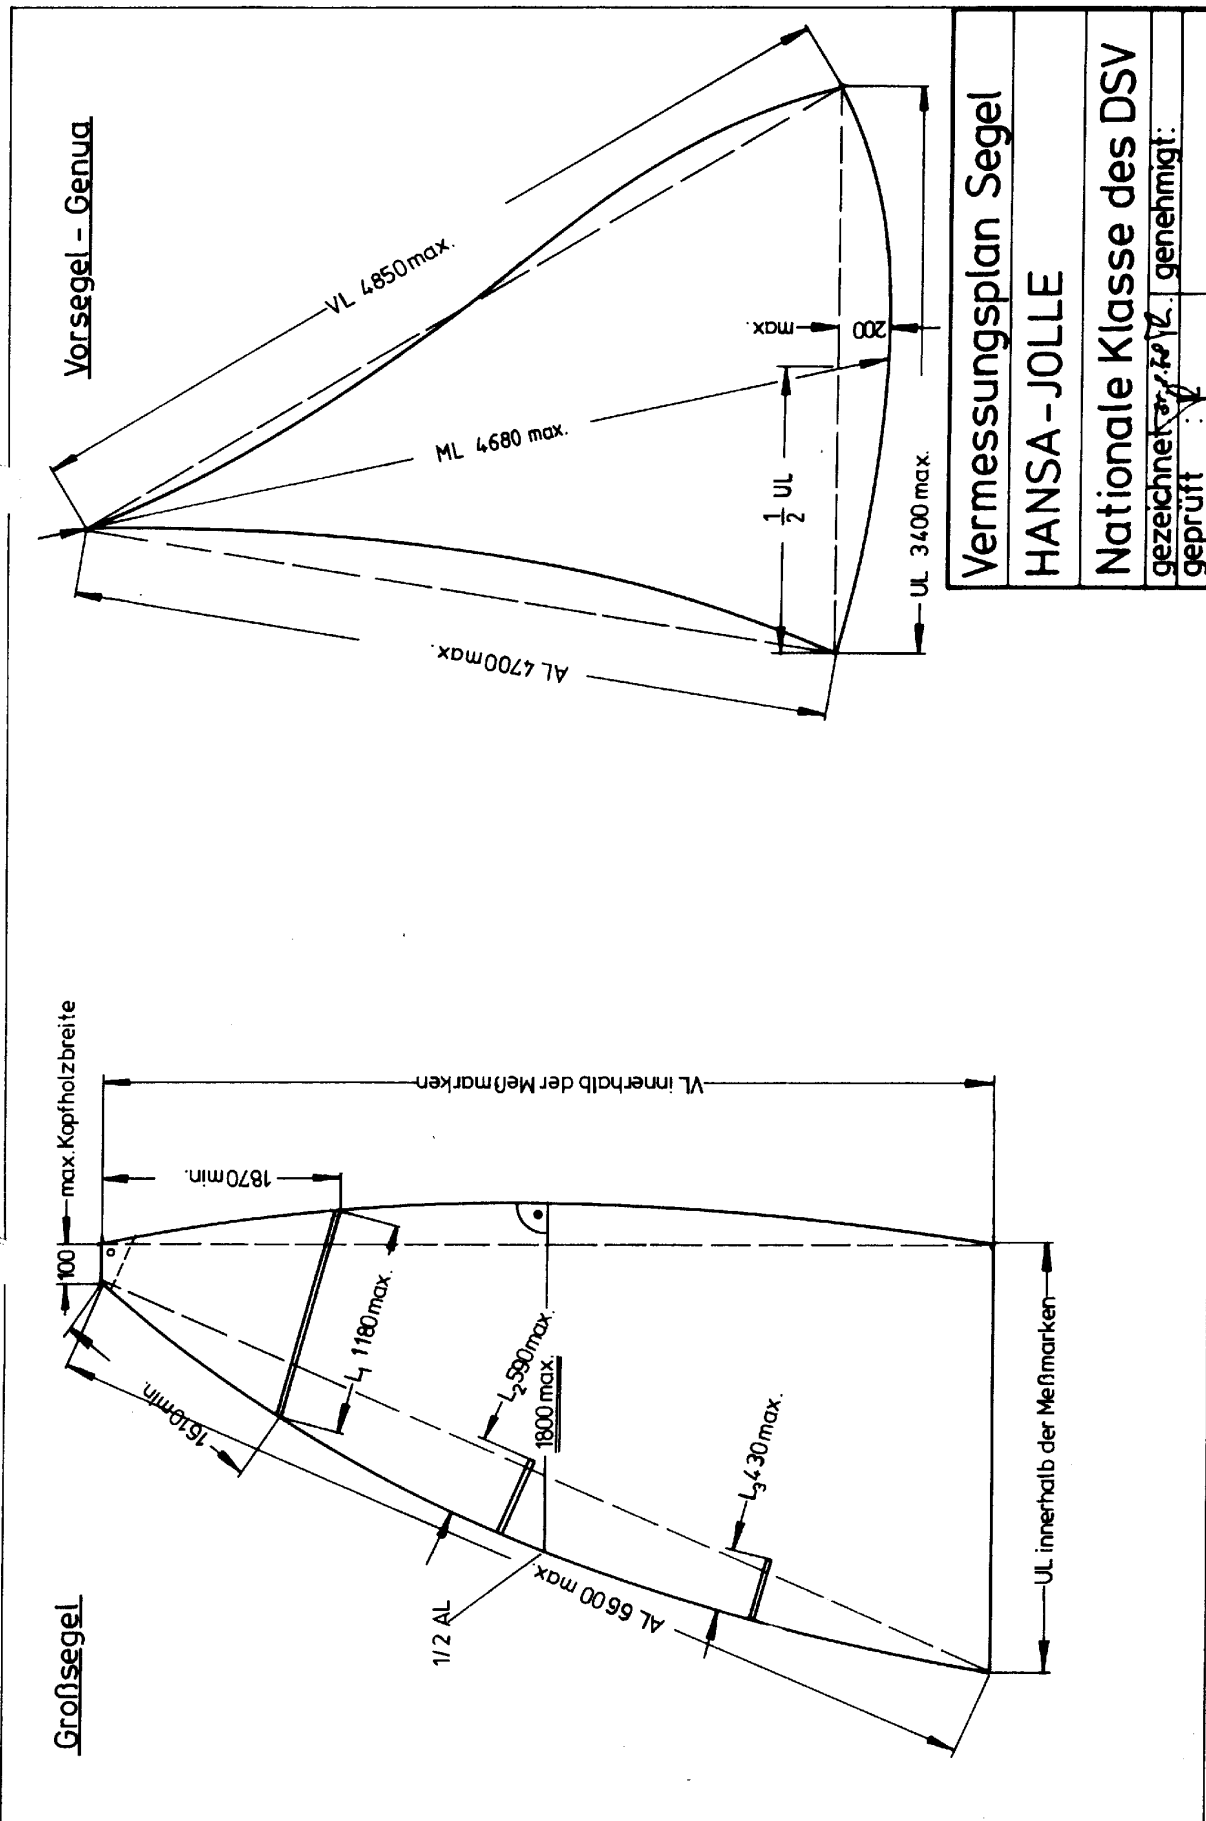 Großsegel
100
max. Kopfholzbreite
1610 min.
1870 min.
L1 1180 max.
L2 590 max.
1800 max.
L3 430 max.
1/2 AL
AL 6600 max.
VL innerhalb der Meßmarken
UL innerhalb der Meßmarken
Vorsegel - Genua
VL 4850 max.
ML 4680 max.
AL 4700 max.
1/2 UL
200
max.
UL 3400 max.
Vermessungsplan Segel
HANSA-JOLLE
Nationale Klasse des DSV
gezeichnet genehmigt:
geprüft :